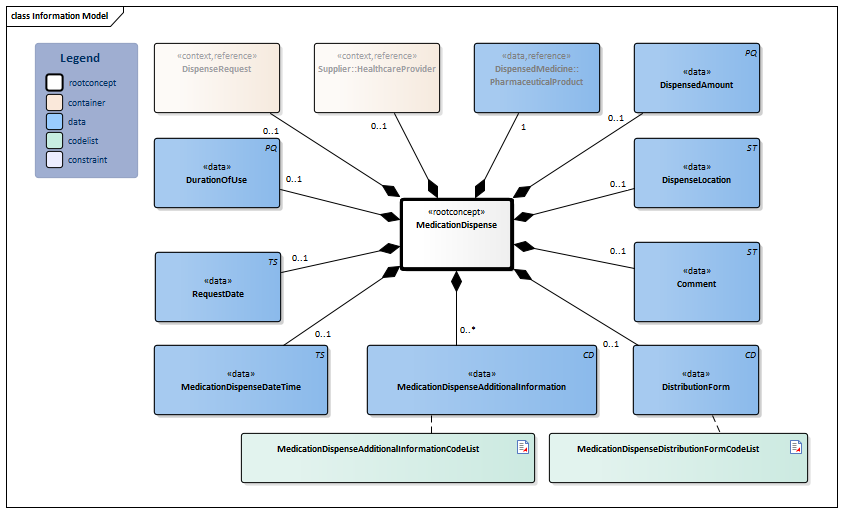 class Information Model
Legend
rootconcept
container
data
codelist
constraint
«context,reference»
DispenseRequest
«context,reference»
Supplier::HealthcareProvider
«data,reference»
DispensedMedicine::
PharmaceuticalProduct
PQ
«data»
DispensedAmount
0..1
0..1
1
0..1
PQ
«data»
DurationOfUse
0..1
ST
«data»
DispenseLocation
0..1
«rootconcept»
MedicationDispense
TS
«data»
RequestDate
0..1
ST
«data»
Comment
0..1
0..1
0..*
0..1
TS
«data»
MedicationDispenseDateTime
CD
«data»
MedicationDispenseAdditionalInformation
CD
«data»
DistributionForm
MedicationDispenseAdditionalInformationCodeList
MedicationDispenseDistributionFormCodeList